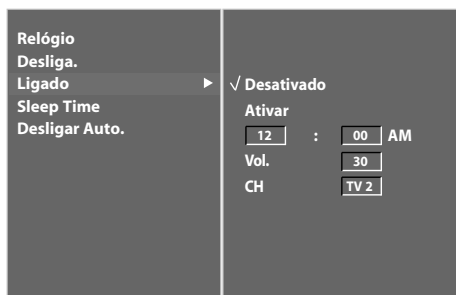 Relógio
Desliga.
Ligado
Sleep Time
Desligar Auto.
√ Desativado
Ativar
12 : 00 AM
Vol. 30
CH TV 2